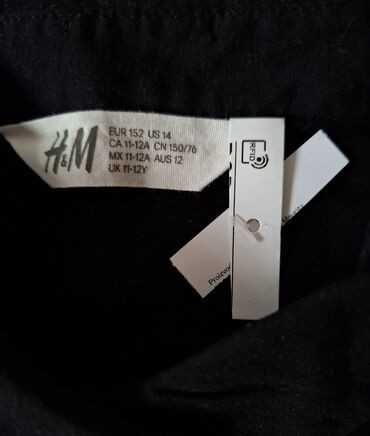 H&M
EUR 152 US 14
CA 11-12A CN 150/76
MX 11-12A AUS 12
UK 11-12Y
RFID